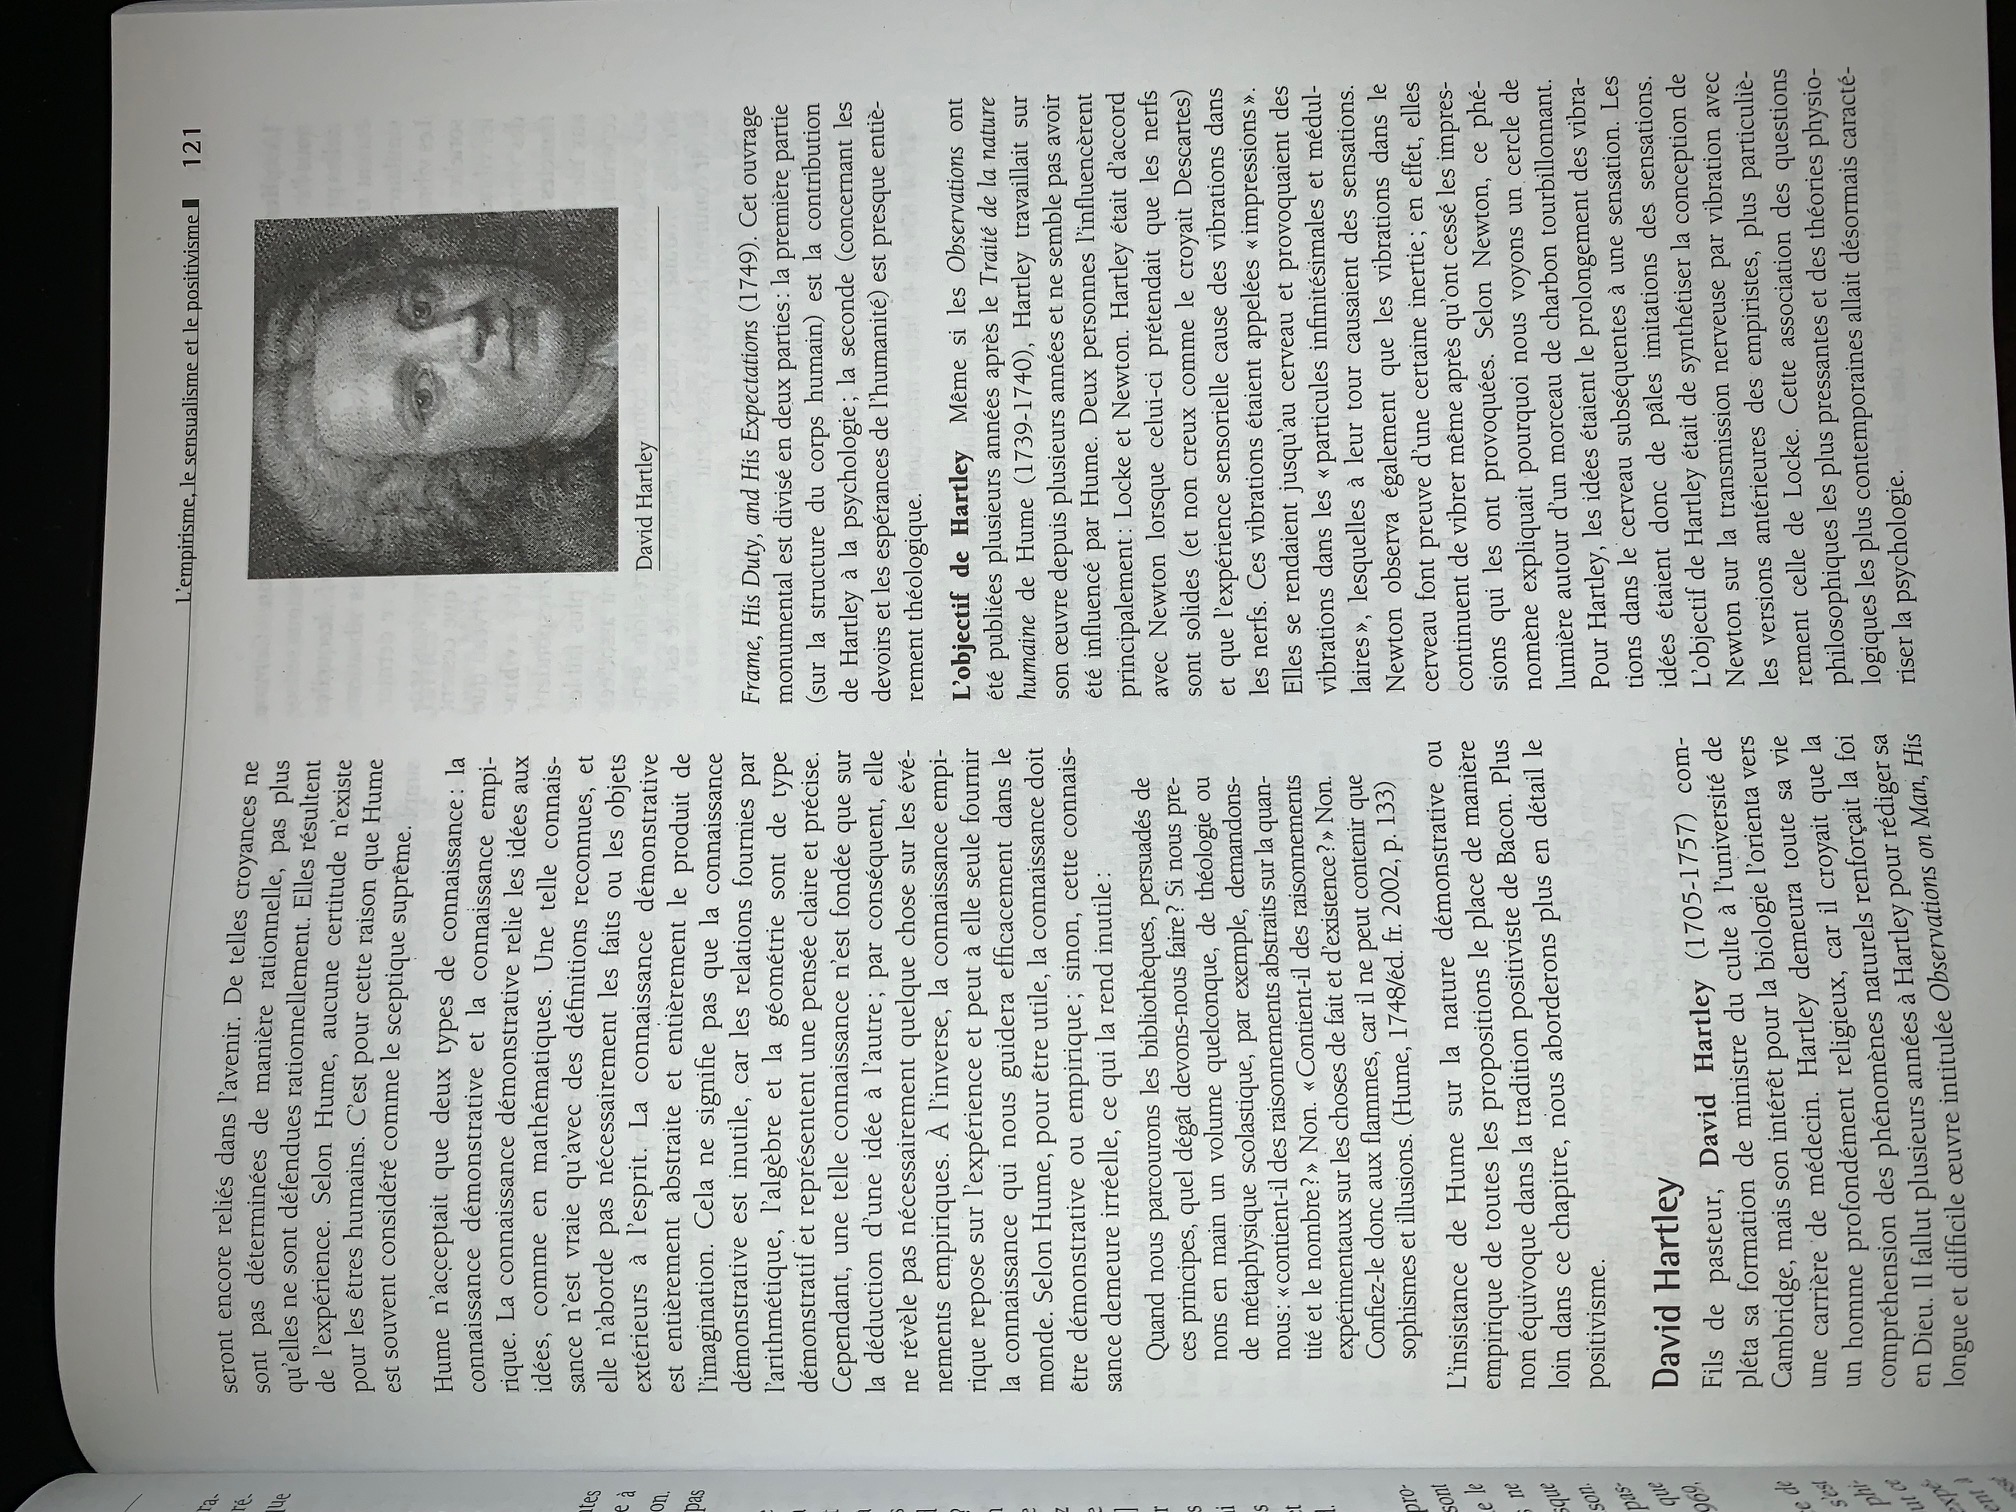 L'empirisme, le sensualisme et le positivisme 121
seront encore reliés dans l'avenir. De telles croyances ne
sont pas déterminées de manière rationnelle, pas plus
qu'elles ne sont défendues rationnellement. Elles résultent
de l'expérience. Selon Hume, aucune certitude n'existe
pour les êtres humains. C'est pour cette raison que Hume
est souvent considéré comme le sceptique suprême.
Hume n'acceptait que deux types de connaissance : la
connaissance démonstrative et la connaissance empi-
rique. La connaissance démonstrative relie les idées aux
idées, comme en mathématiques. Une telle connais-
sance n'est vraie qu'avec des définitions reconnues, et
elle n'aborde pas nécessairement les faits ou les objets
extérieurs à l'esprit. La connaissance démonstrative
est entièrement abstraite et entièrement le produit de
l'imagination. Cela ne signifie pas que la connaissance
démonstrative est inutile, car les relations fournies par
l'arithmétique, l'algèbre et la géométrie sont de type
démonstratif et représentent une pensée claire et précise.
Cependant, une telle connaissance n'est fondée que sur
la déduction d'une idée à l'autre ; par conséquent, elle
ne révèle pas nécessairement quelque chose sur les évé-
nements empiriques. À l'inverse, la connaissance empi-
rique repose sur l'expérience et peut à elle seule fournir
la connaissance qui nous guidera efficacement dans le
monde. Selon Hume, pour être utile, la connaissance doit
être démonstrative ou empirique ; sinon, cette connais-
sance demeure irréelle, ce qui la rend inutile :
Quand nous parcourons les bibliothèques, persuadés de
ces principes, quel dégât devons-nous faire ? Si nous pre-
nons en main un volume quelconque, de théologie ou
de métaphysique scolastique, par exemple, demandons-
nous : « contient-il des raisonnements abstraits sur la quan-
tité et le nombre ? » Non. « Contient-il des raisonnements
expérimentaux sur les choses de fait et d'existence ? » Non.
Confiez-le donc aux flammes, car il ne peut contenir que
sophismes et illusions. (Hume, 1748/éd. fr. 2002, p. 133)
L'insistance de Hume sur la nature démonstrative ou
empirique de toutes les propositions le place de manière
non équivoque dans la tradition positiviste de Bacon. Plus
loin dans ce chapitre, nous aborderons plus en détail le
positivisme.
David Hartley
Fils de pasteur, David Hartley (1705-1757) com-
pléta sa formation de ministre du culte à l'université de
Cambridge, mais son intérêt pour la biologie l'orienta vers
une carrière de médecin. Hartley demeura toute sa vie
un homme profondément religieux, car il croyait que la
compréhension des phénomènes naturels renforçait la foi
en Dieu. Il fallut plusieurs années à Hartley pour rédiger sa
longue et difficile œuvre intitulée Observations on Man, His
David Hartley
Frame, His Duty, and His Expectations (1749). Cet ouvrage
monumental est divisé en deux parties : la première partie
(sur la structure du corps humain) est la contribution
de Hartley à la psychologie ; la seconde (concernant les
devoirs et les espérances de l'humanité) est presque entiè-
rement théologique.
L'objectif de Hartley Même si les Observations ont
été publiées plusieurs années après le Traité de la nature
humaine de Hume (1739-1740), Hartley travaillait sur
son œuvre depuis plusieurs années et ne semble pas avoir
été influencé par Hume. Deux personnes l'influencèrent
principalement : Locke et Newton. Hartley était d'accord
avec Newton lorsque celui-ci prétendait que les nerfs
sont solides (et non creux comme le croyait Descartes)
et que l'expérience sensorielle cause des vibrations dans
les nerfs. Ces vibrations étaient appelées « impressions ».
Elles se rendaient jusqu'au cerveau et provoquaient des
vibrations dans les « particules infinitésimales et médul-
laires », lesquelles à leur tour causaient des sensations.
Newton observa également que les vibrations dans le
cerveau font preuve d'une certaine inertie ; en effet, elles
continuent de vibrer même après qu'ont cessé les impres-
sions qui les ont provoquées. Selon Newton, ce phé-
nomène expliquait pourquoi nous voyons un cercle de
lumière autour d'un morceau de charbon tourbillonnant.
Pour Hartley, les idées étaient le prolongement des vibra-
tions dans le cerveau subséquentes à une sensation. Les
idées étaient donc de pâles imitations des sensations.
L'objectif de Hartley était de synthétiser la conception de
Newton sur la transmission nerveuse par vibration avec
les versions antérieures des empiristes, plus particuliè-
rement celle de Locke. Cette association des questions
philosophiques les plus pressantes et des théories physio-
logiques les plus contemporaines allait désormais caracté-
riser la psychologie.